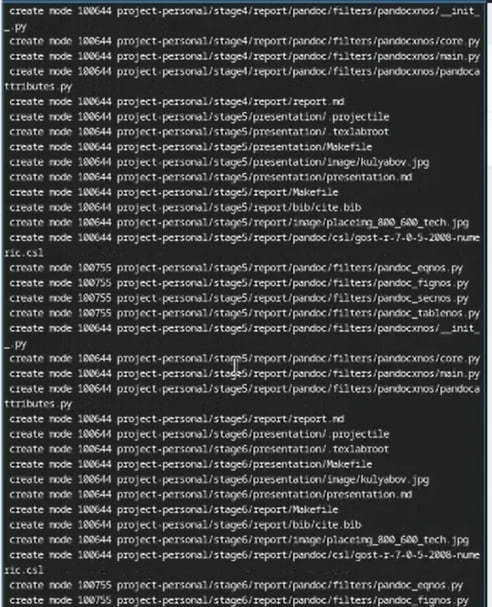 create mode 100644 project-personal/stage4/report/pandoc/filters/pandocxnos/__init_
_.py
create mode 100644 project-personal/stage4/report/pandoc/filters/pandocxnos/core.py
create mode 100644 project-personal/stage4/report/pandoc/filters/pandocxnos/main.py
create mode 100644 project-personal/stage4/report/pandoc/filters/pandocxnos/pandoca
ttributes.py
create mode 100644 project-personal/stage4/report/report.md
create mode 100644 project-personal/stage5/presentation/.projectile
create mode 100644 project-personal/stage5/presentation/.texlabroot
create mode 100644 project-personal/stage5/presentation/Makefile
create mode 100644 project-personal/stage5/presentation/image/kulyabov.jpg
create mode 100644 project-personal/stage5/presentation/presentation.md
create mode 100644 project-personal/stage5/report/Makefile
create mode 100644 project-personal/stage5/report/bib/cite.bib
create mode 100644 project-personal/stage5/report/image/placeimg_800_600_tech.jpg
create mode 100644 project-personal/stage5/report/pandoc/csl/gost-r-7-0-5-2008-nume
ric.csl
create mode 100755 project-personal/stage5/report/pandoc/filters/pandoc_eqnos.py
create mode 100755 project-personal/stage5/report/pandoc/filters/pandoc_fignos.py
create mode 100755 project-personal/stage5/report/pandoc/filters/pandoc_secnos.py
create mode 100755 project-personal/stage5/report/pandoc/filters/pandoc_tablenos.py
create mode 100644 project-personal/stage5/report/pandoc/filters/pandocxnos/__init_
_.py
create mode 100644 project-personal/stage5/report/pandoc/filters/pandocxnos/core.py
create mode 100644 project-personal/stage5/report/pandoc/filters/pandocxnos/main.py
create mode 100644 project-personal/stage5/report/pandoc/filters/pandocxnos/pandoca
ttributes.py
create mode 100644 project-personal/stage5/report/report.md
create mode 100644 project-personal/stage6/presentation/.projectile
create mode 100644 project-personal/stage6/presentation/.texlabroot
create mode 100644 project-personal/stage6/presentation/Makefile
create mode 100644 project-personal/stage6/presentation/image/kulyabov.jpg
create mode 100644 project-personal/stage6/presentation/presentation.md
create mode 100644 project-personal/stage6/report/Makefile
create mode 100644 project-personal/stage6/report/bib/cite.bib
create mode 100644 project-personal/stage6/report/image/placeimg_800_600_tech.jpg
create mode 100644 project-personal/stage6/report/pandoc/csl/gost-r-7-0-5-2008-nume
ric.csl
create mode 100755 project-personal/stage6/report/pandoc/filters/pandoc_eqnos.py
create mode 100755 project-personal/stage6/report/pandoc/filters/pandoc_fignos.py